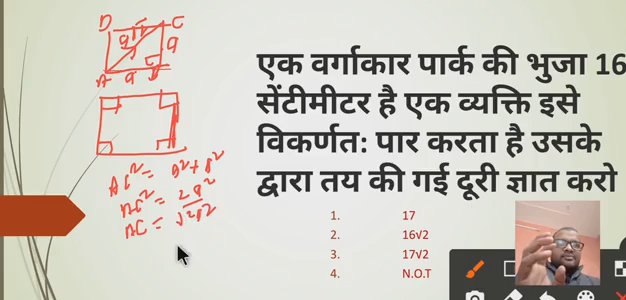 D C
a√2 a
A a B
AC² = a² + a²
AC² = 2a²
AC =
एक वर्गाकार पार्क की भुजा 16
सेंटीमीटर है एक व्यक्ति इसे
विकर्णत: पार करता है उसके
द्वारा तय की गई दूरी ज्ञात करो
1. 17
2. 16√2
3. 17√2
4. N.O.T